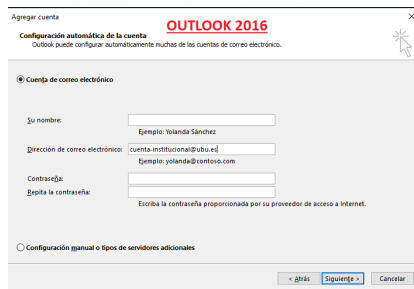 Agregar cuenta
OUTLOOK 2016
Configuración automática de la cuenta
Outlook puede configurar automáticamente muchas de las cuentas de correo electrónico.
Cuenta de correo electrónico
Su nombre:
Ejemplo: Yolanda Sánchez
Dirección de correo electrónico: cuenta-institucional@ubu.es
Ejemplo: yolanda@contoso.com
Contraseña:
Repita la contraseña:
Escriba la contraseña proporcionada por su proveedor de acceso a Internet.
Configuración manual o tipos de servidores adicionales
< Atrás Siguiente > Cancelar